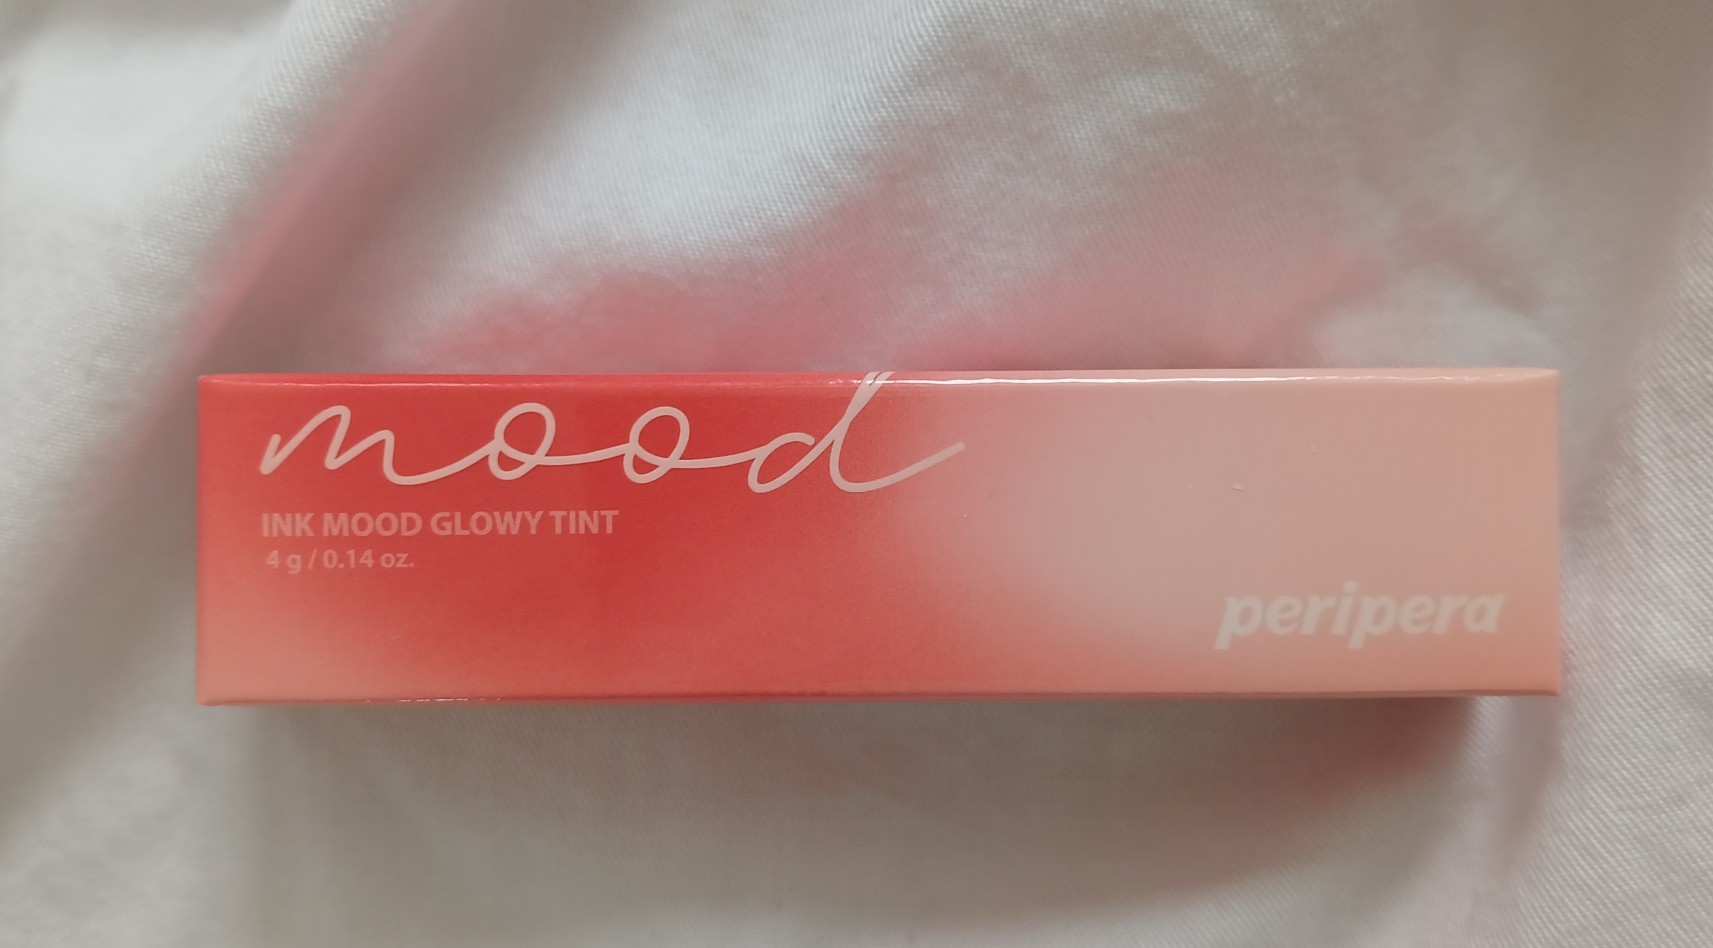 mood
INK MOOD GLOWY TINT
4 g / 0.14 oz.
peripera